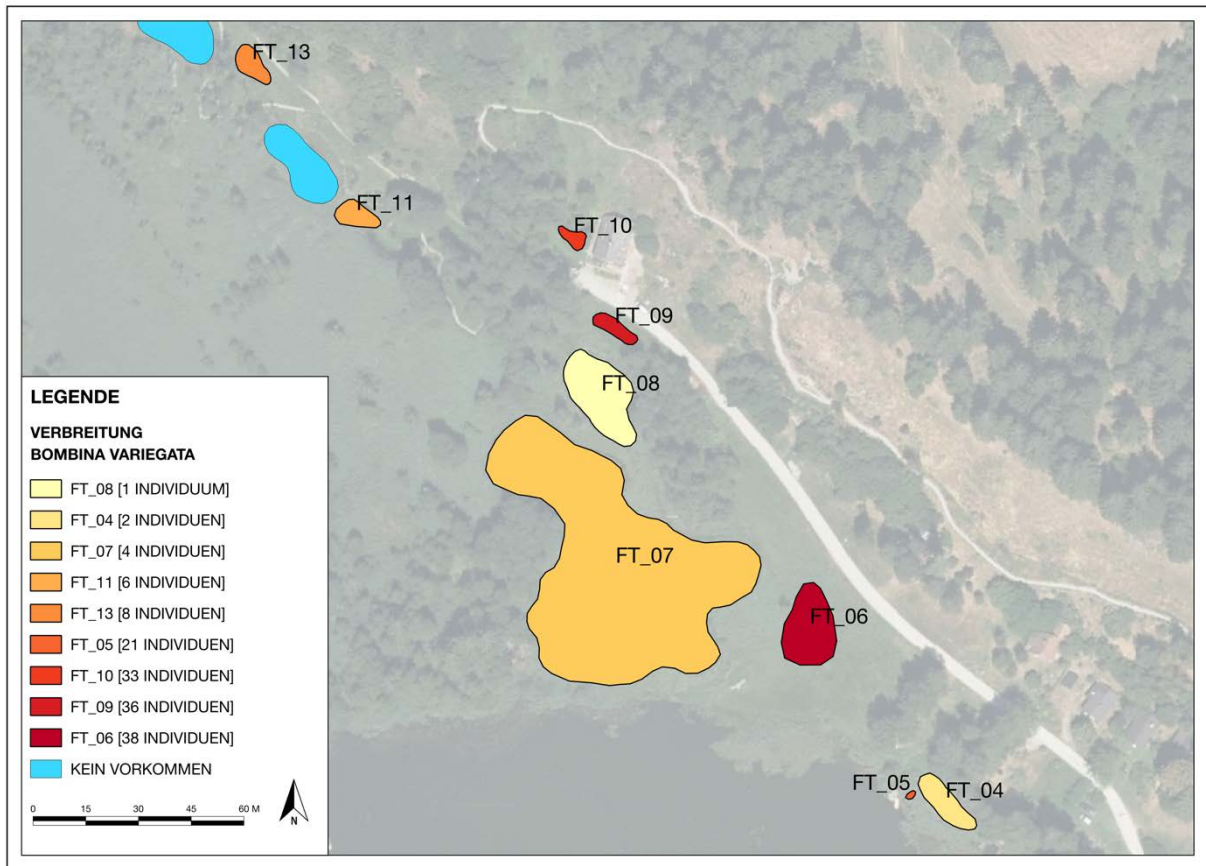 FT_13
FT_11
FT_10
FT_09
FT_08
FT_07
FT_06
FT_05
FT_04
LEGENDE
VERBREITUNG
BOMBINA VARIEGATA
FT_08 [1 INDIVIDUUM]
FT_04 [2 INDIVIDUEN]
FT_07 [4 INDIVIDUEN]
FT_11 [6 INDIVIDUEN]
FT_13 [8 INDIVIDUEN]
FT_05 [21 INDIVIDUEN]
FT_10 [33 INDIVIDUEN]
FT_09 [36 INDIVIDUEN]
FT_06 [38 INDIVIDUEN]
KEIN VORKOMMEN
0 15 30 45 60 M
N